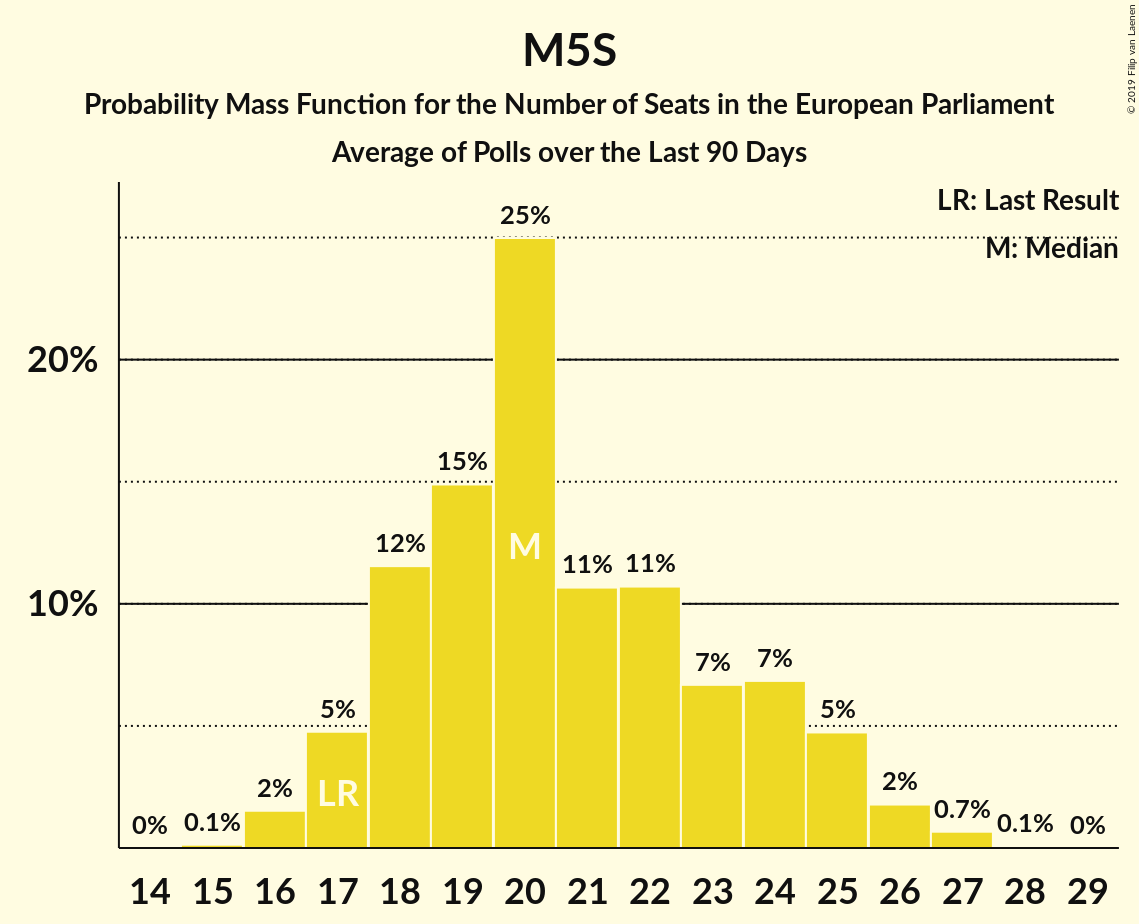 M5S
Probability Mass Function for the Number of Seats in the European Parliament
Average of Polls over the Last 90 Days
© 2019 Filip van Laenen
LR: Last Result
M: Median
20%
10%
0%
0.1%
2%
5%
12%
15%
25%
11%
11%
7%
7%
5%
2%
0.7%
0.1%
0%
LR
M
14 15 16 17 18 19 20 21 22 23 24 25 26 27 28 29